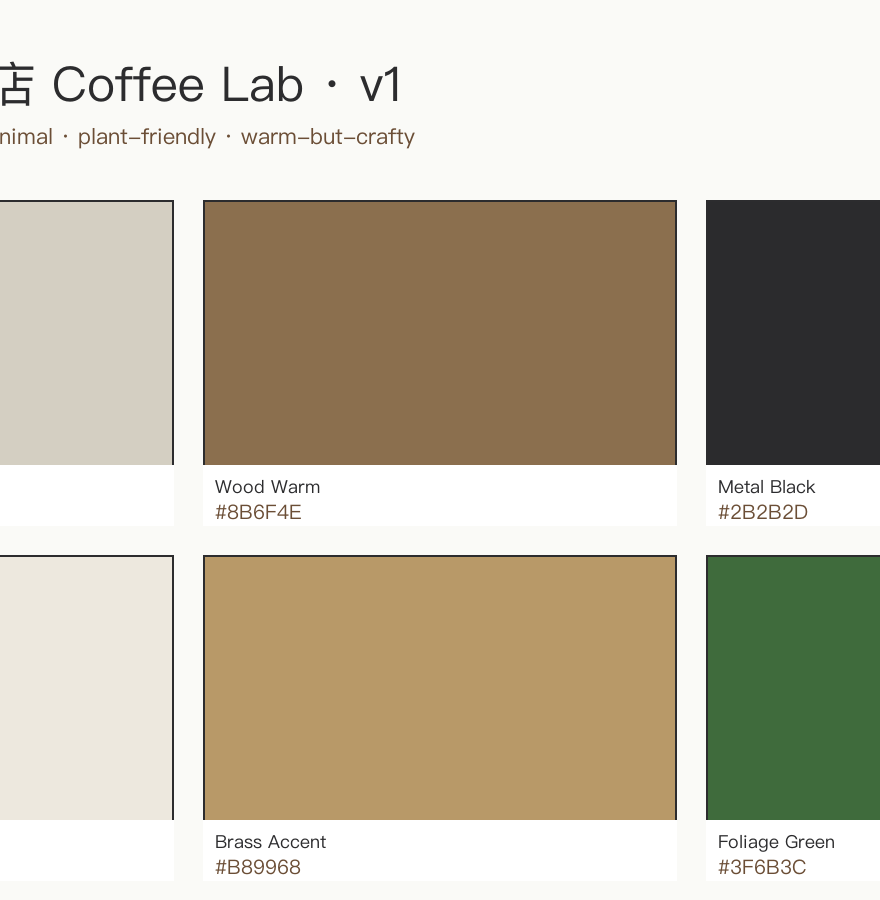 店 Coffee Lab · v1
nimal · plant–friendly · warm–but–crafty
Wood Warm
#8B6F4E
Metal Black
#2B2B2D
Brass Accent
#B89968
Foliage Green
#3F6B3C